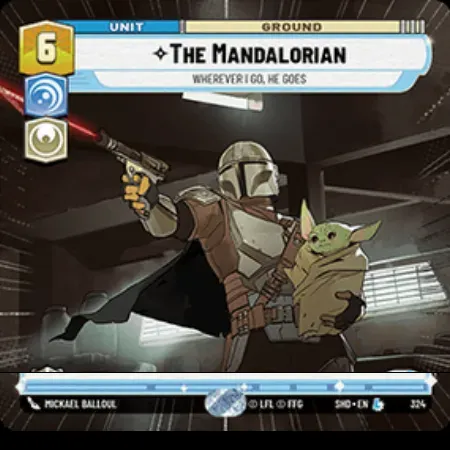 UNIT
GROUND
6
THE MANDALORIAN
WHEREVER I GO, HE GOES
MICKAEL BALLOUL
© LFL © FFG
SHD • EN
324